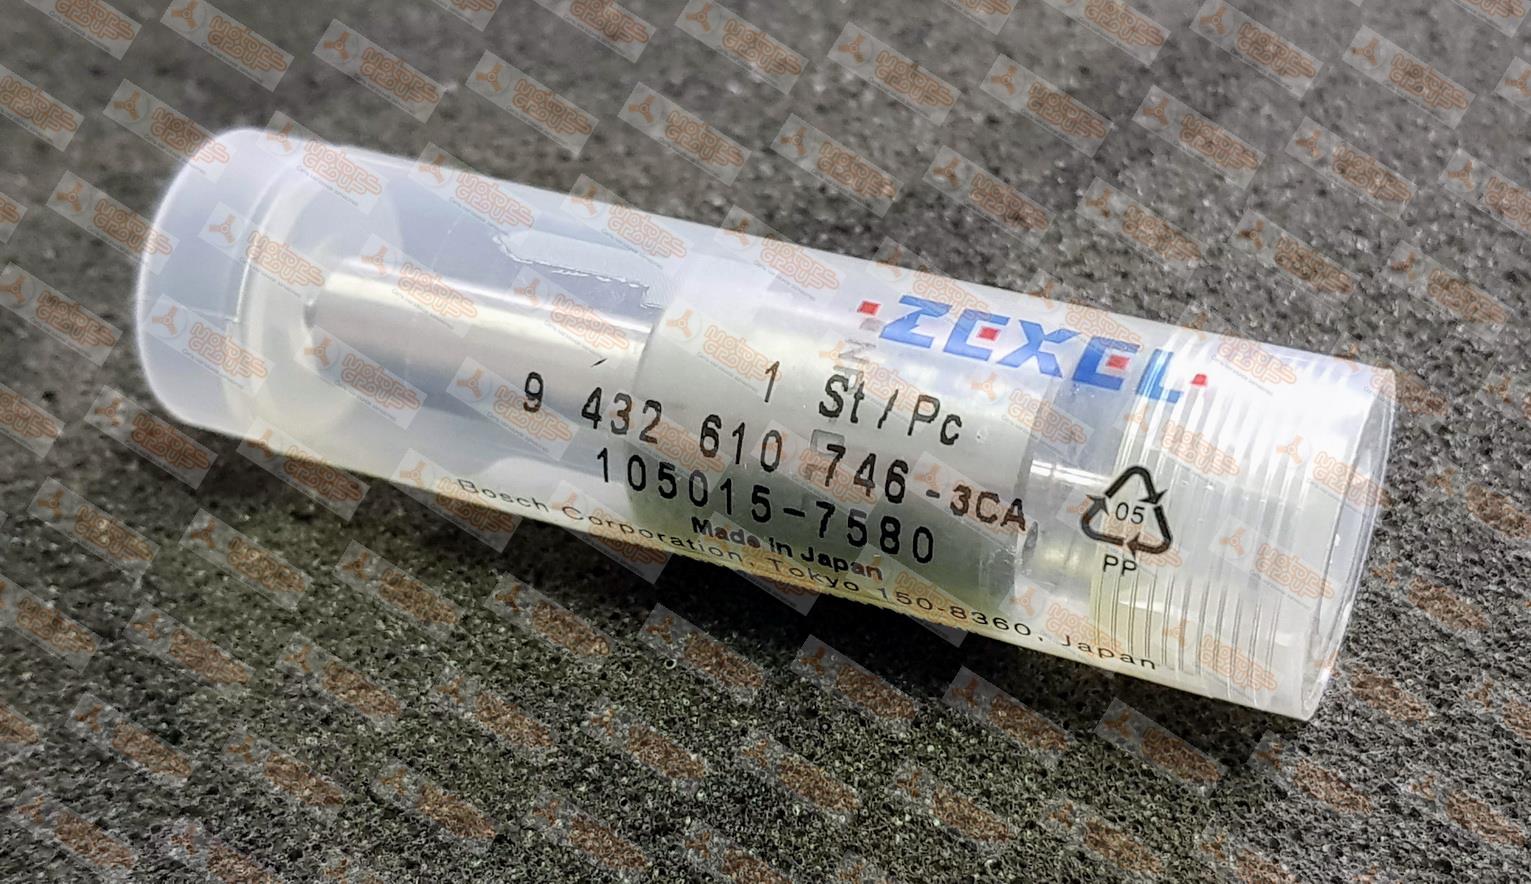 ZEXEL
1 St / Pc
9 432 610 746 - 3CA
105015-7580
Made in Japan
Bosch Corporation, Tokyo 150-8360, Japan
05
PP